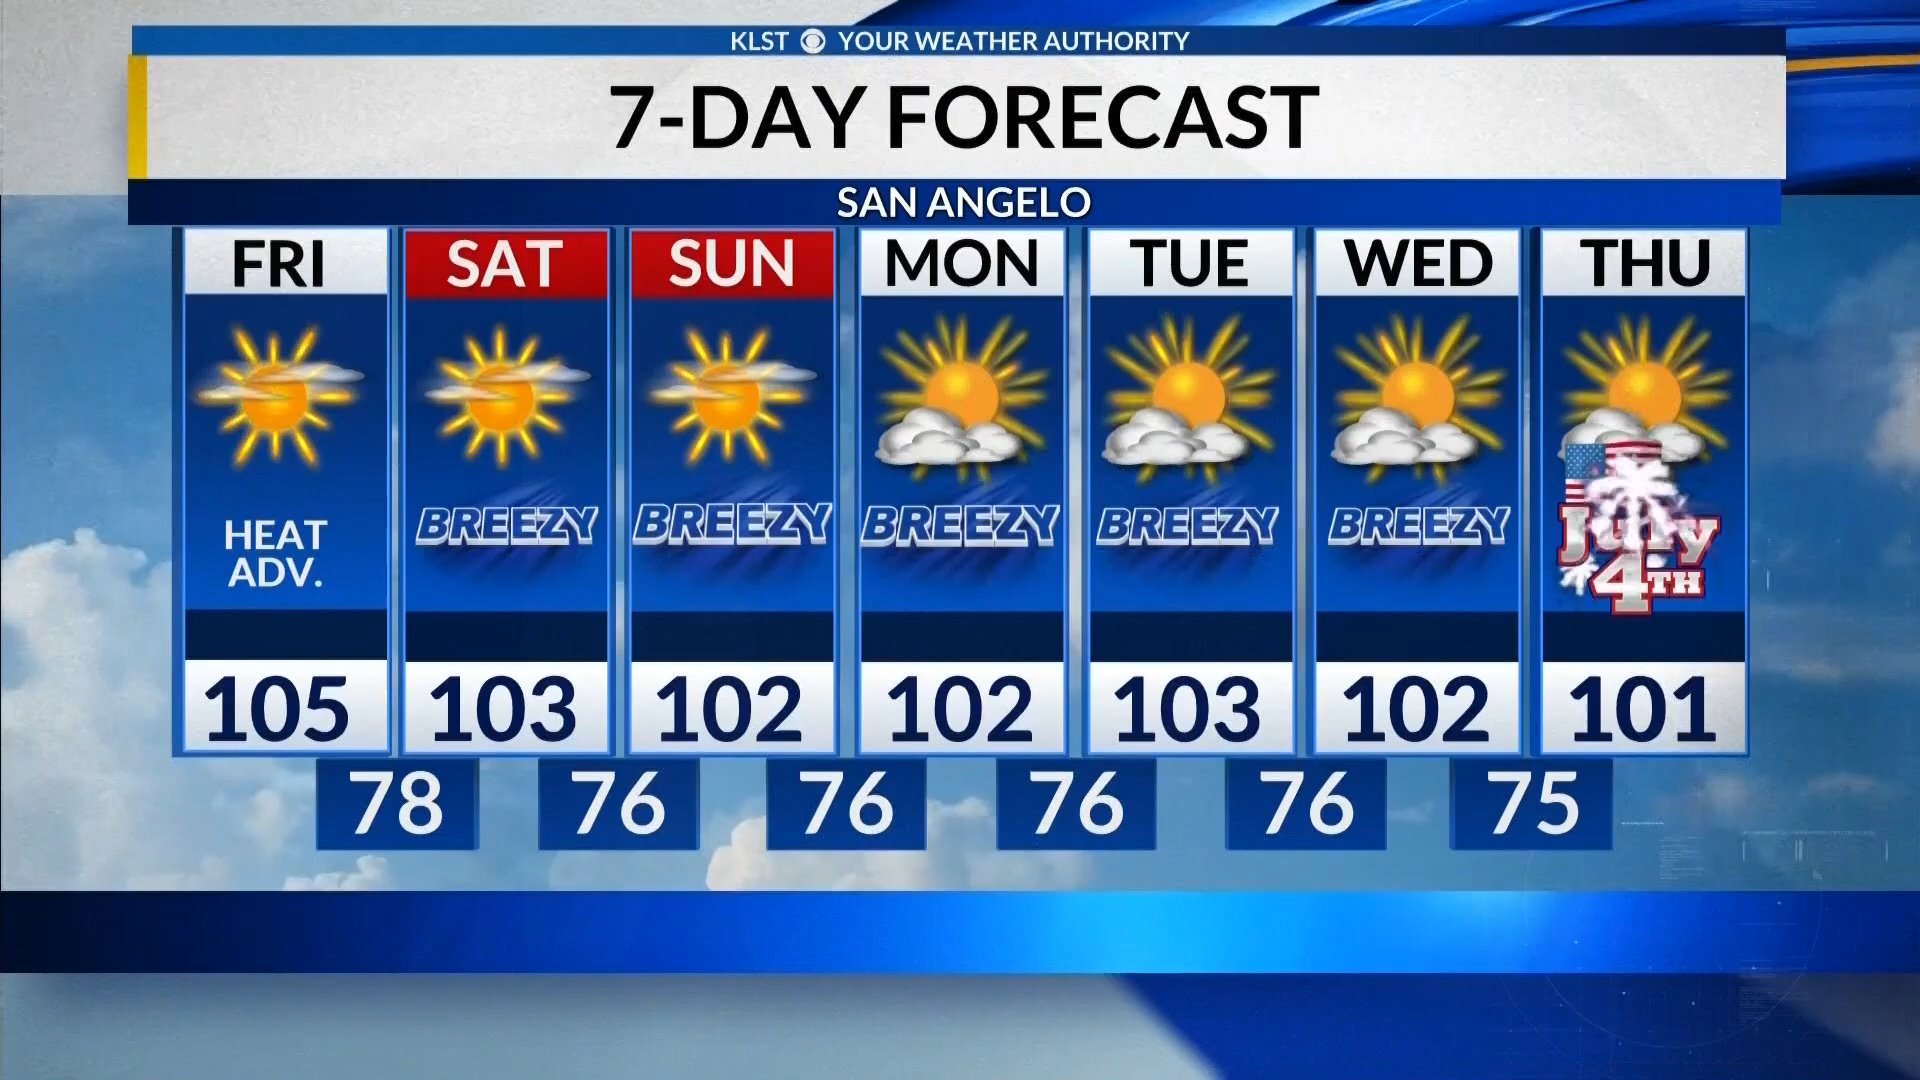 KLST YOUR WEATHER AUTHORITY
7-DAY FORECAST
SAN ANGELO
FRI SAT SUN MON TUE WED THU
HEAT
ADV.
BREEZY BREEZY BREEZY BREEZY BREEZY
July
4TH
105 103 102 102 103 102 101
78 76 76 76 76 75